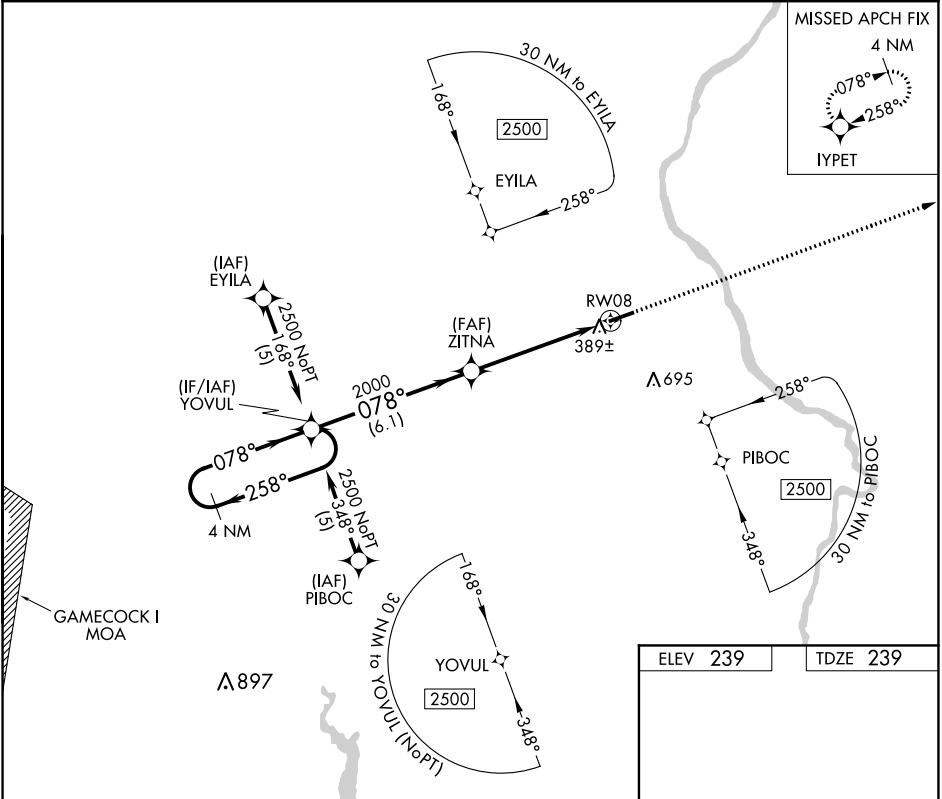 MISSED APCH FIX
4 NM
078°
258°
IYPET
30 NM to EYILA
168°
2500
EYILA
258°
(IAF)
EYILA
2500 NoPT
168°
(5)
(IF/IAF)
YOVUL
2000
078°
(6.1)
(FAF)
ZITNA
RW08
389±
695
078°
258°
4 NM
2500 NoPT
348°
(5)
(IAF)
PIBOC
258°
PIBOC
2500
348°
30 NM to PIBOC
GAMECOCK I
MOA
897
168°
30 NM to YOVUL (NoPT)
YOVUL
2500
348°
ELEV 239
TDZE 239